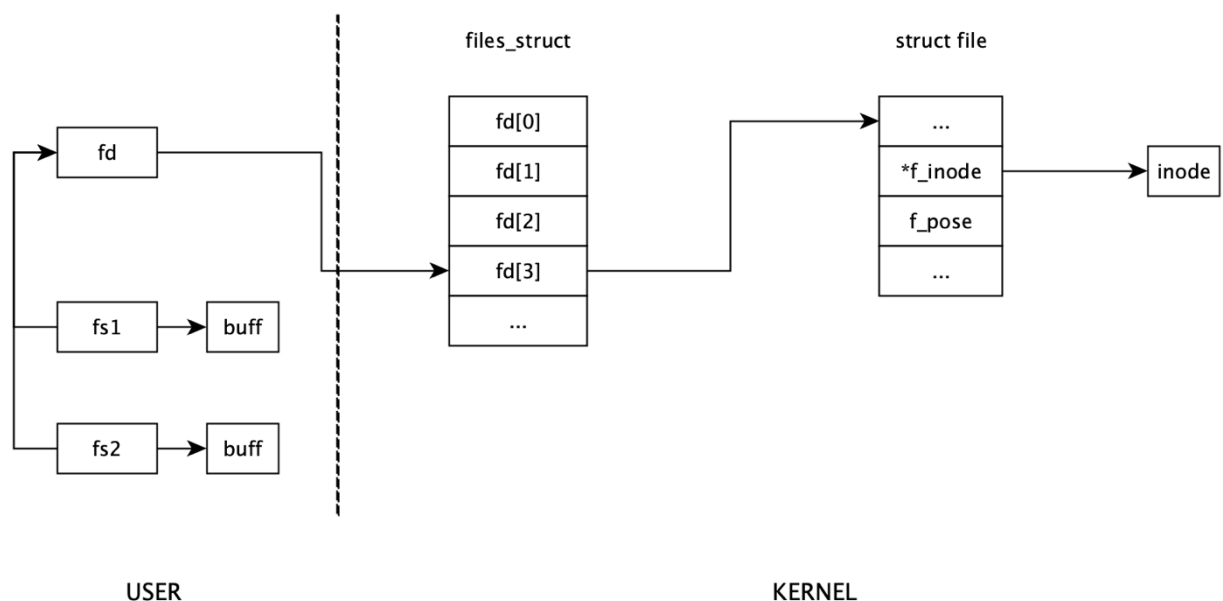 files_struct
struct file
fd
fd[0]
fd[1]
fd[2]
fd[3]
...
...
*f_inode
f_pose
...
inode
fs1
buff
fs2
buff
USER
KERNEL